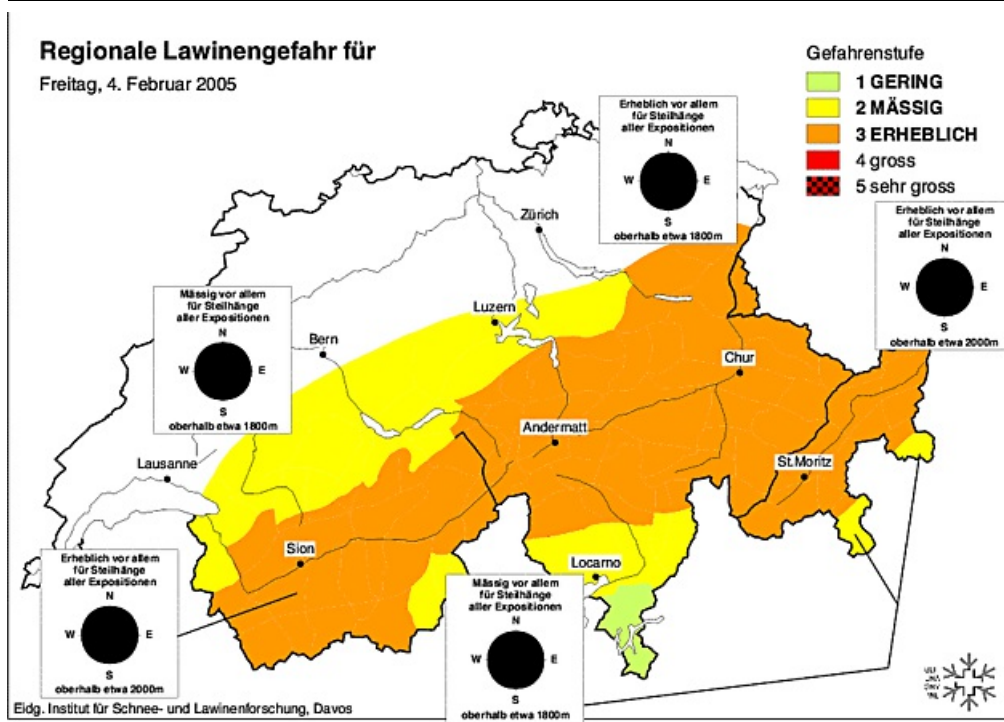 Regionale Lawinengefahr für
Freitag, 4. Februar 2005
Gefahrenstufe
1 GERING
2 MÄSSIG
3 ERHEBLICH
4 gross
5 sehr gross
Erheblich vor allem
für Steilhänge
aller Expositionen
N
W E
S
oberhalb etwa 1800m
Erheblich vor allem
für Steilhänge
aller Expositionen
N
W E
S
oberhalb etwa 2000m
Mässig vor allem
für Steilhänge
aller Expositionen
N
W E
S
oberhalb etwa 1800m
Zürich
Luzern
Bern
Chur
Andermatt
Lausanne
St.Moritz
Sion
Locarno
Erheblich vor allem
für Steilhänge
aller Expositionen
N
W E
S
oberhalb etwa 2000m
Mässig vor allem
für Steilhänge
aller Expositionen
N
W E
S
oberhalb etwa 1800m
Eidg. Institut für Schnee- und Lawinenforschung, Davos